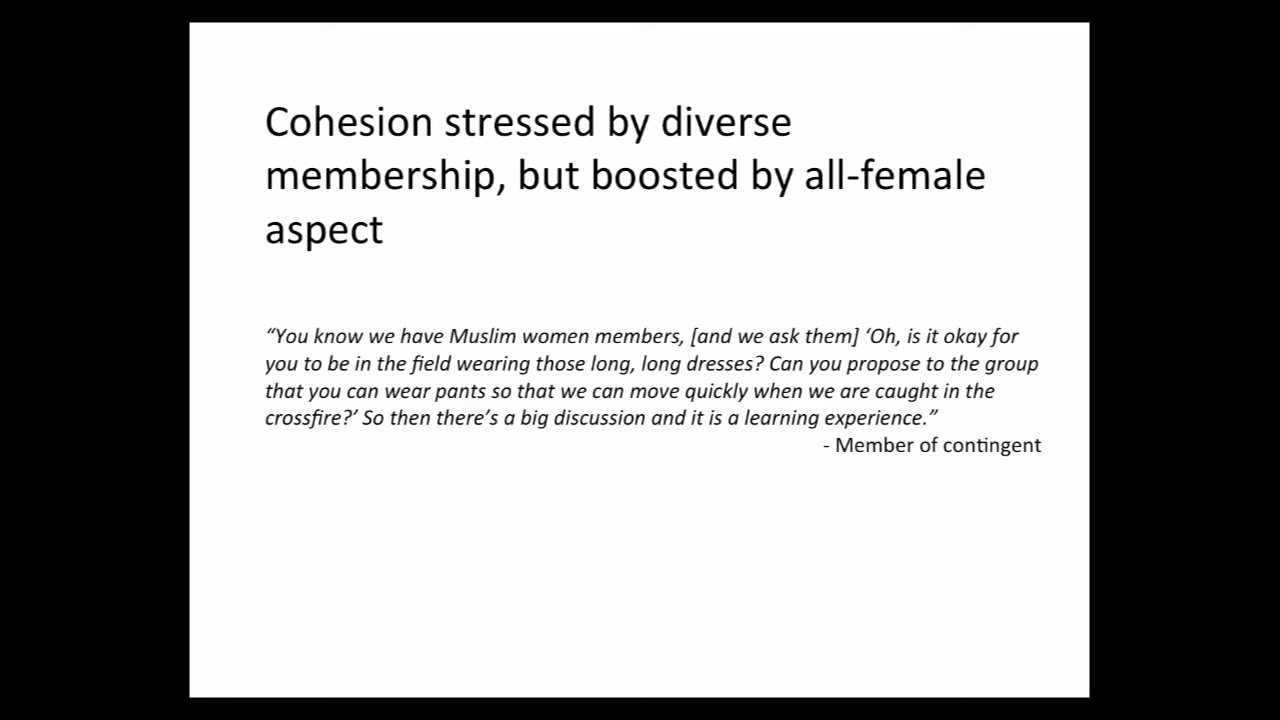 Cohesion stressed by diverse
membership, but boosted by all-female
aspect
“You know we have Muslim women members, [and we ask them] ‘Oh, is it okay for
you to be in the field wearing those long, long dresses? Can you propose to the group
that you can wear pants so that we can move quickly when we are caught in the
crossfire?’ So then there’s a big discussion and it is a learning experience.”
- Member of contingent